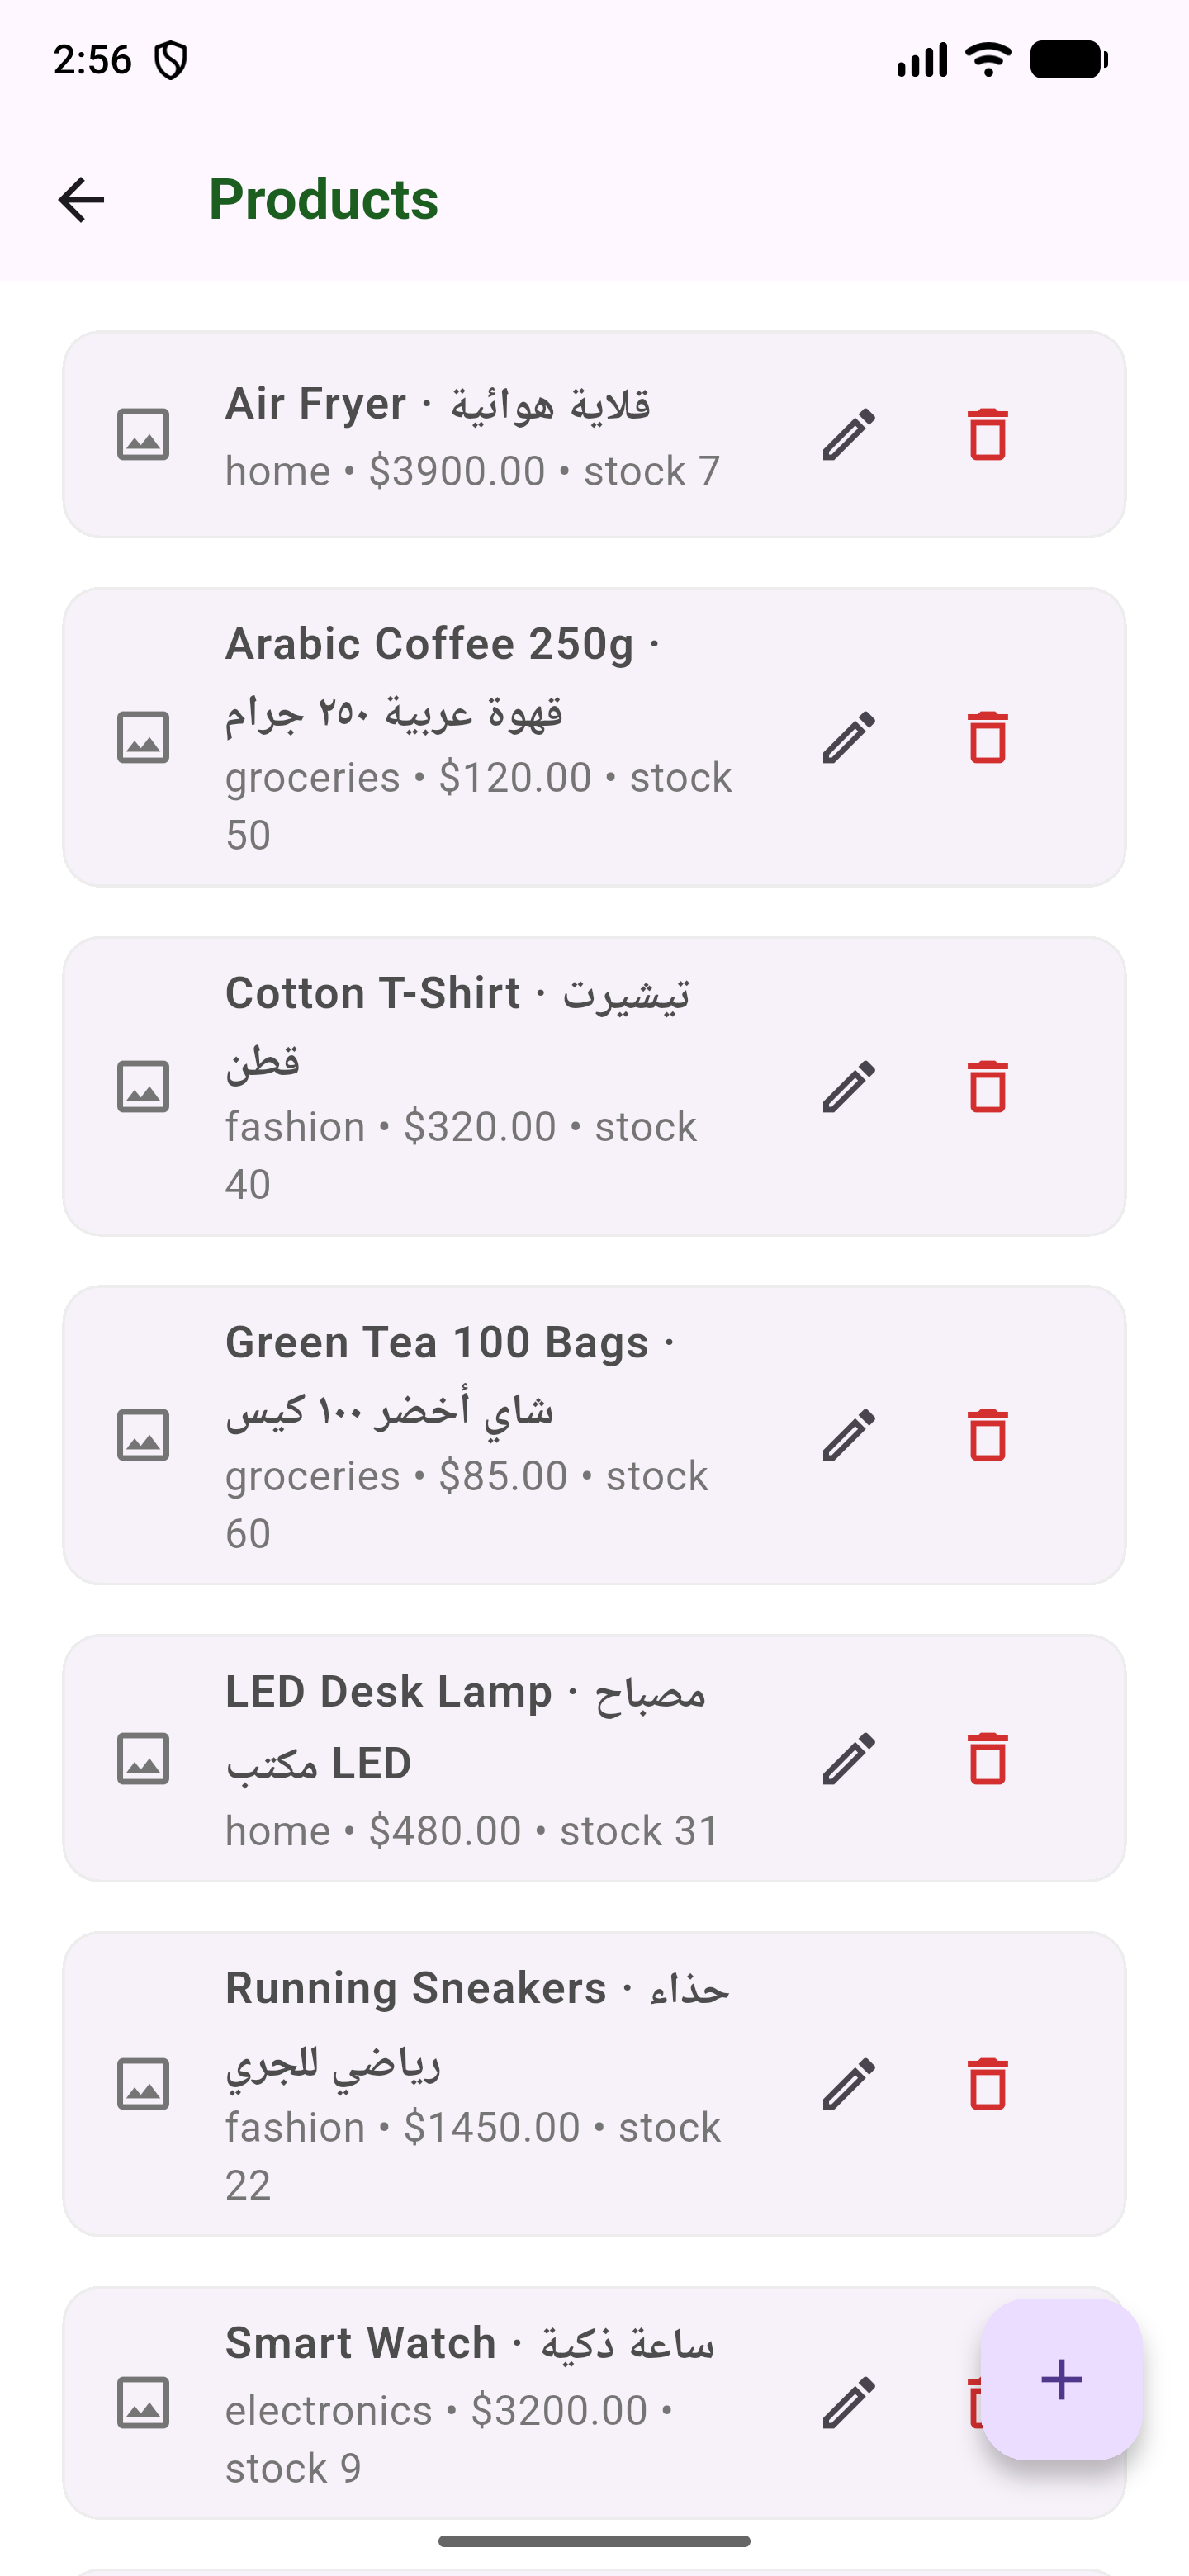 2:56
Products
Air Fryer · قلاية هوائية
home • $3900.00 • stock 7
Arabic Coffee 250g ·
قهوة عربية ٢٥٠ جرام
groceries • $120.00 • stock
50
Cotton T-Shirt · تيشيرت
قطن
fashion • $320.00 • stock
40
Green Tea 100 Bags ·
شاي أخضر ١٠٠ كيس
groceries • $85.00 • stock
60
LED Desk Lamp · مصباح
مكتب LED
home • $480.00 • stock 31
Running Sneakers · حذاء
رياضي للجري
fashion • $1450.00 • stock
22
Smart Watch · ساعة ذكية
electronics • $3200.00 •
stock 9